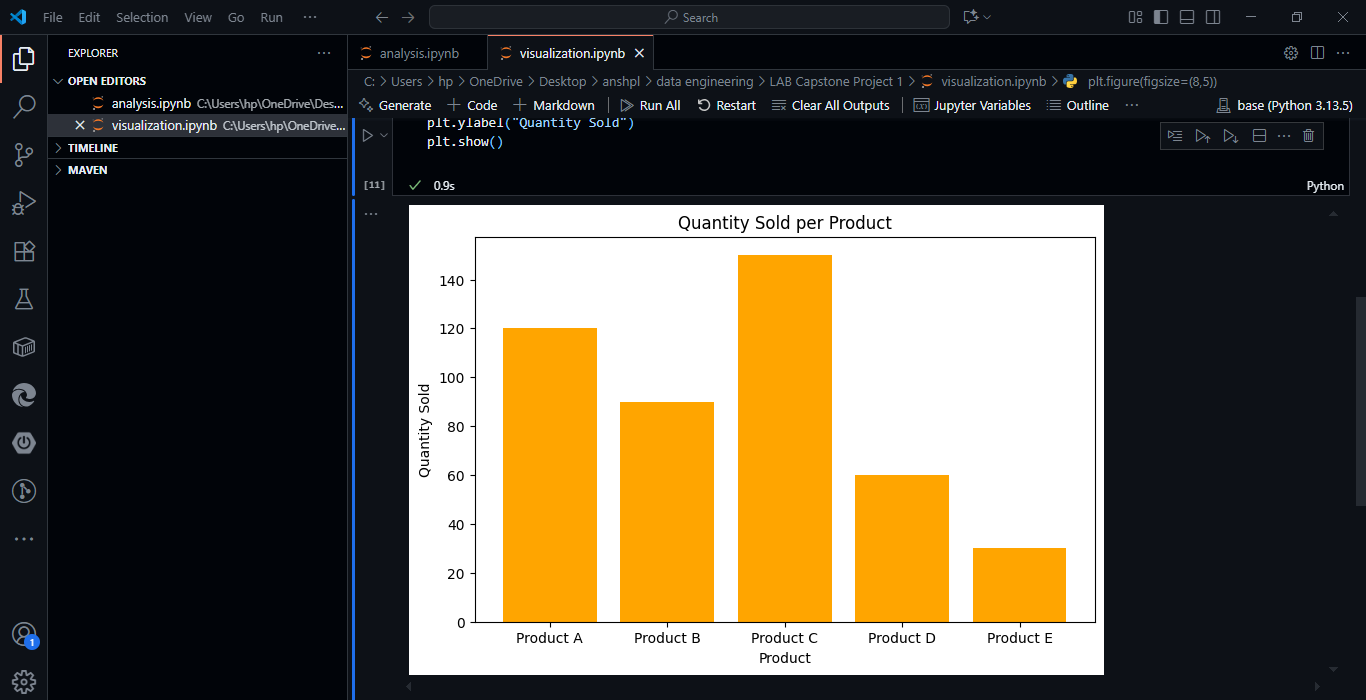 File Edit Selection View Go Run ···
Search
EXPLORER ···
OPEN EDITORS
analysis.ipynb C:\Users\hp\OneDrive\Des...
visualization.ipynb C:\Users\hp\OneDrive...
TIMELINE
MAVEN
1
analysis.ipynb
visualization.ipynb
C: > Users > hp > OneDrive > Desktop > anshpl > data engineering > LAB Capstone Project 1 > visualization.ipynb > plt.figure(figsize=(8,5))
Generate + Code + Markdown | Run All Restart Clear All Outputs | Jupyter Variables Outline ··· base (Python 3.13.5)
plt.ylabel("Quantity Sold")
plt.show()
[11] 0.9s Python
Quantity Sold per Product
140
120
100
80
60
40
20
0
Quantity Sold
Product A Product B Product C Product D Product E
Product